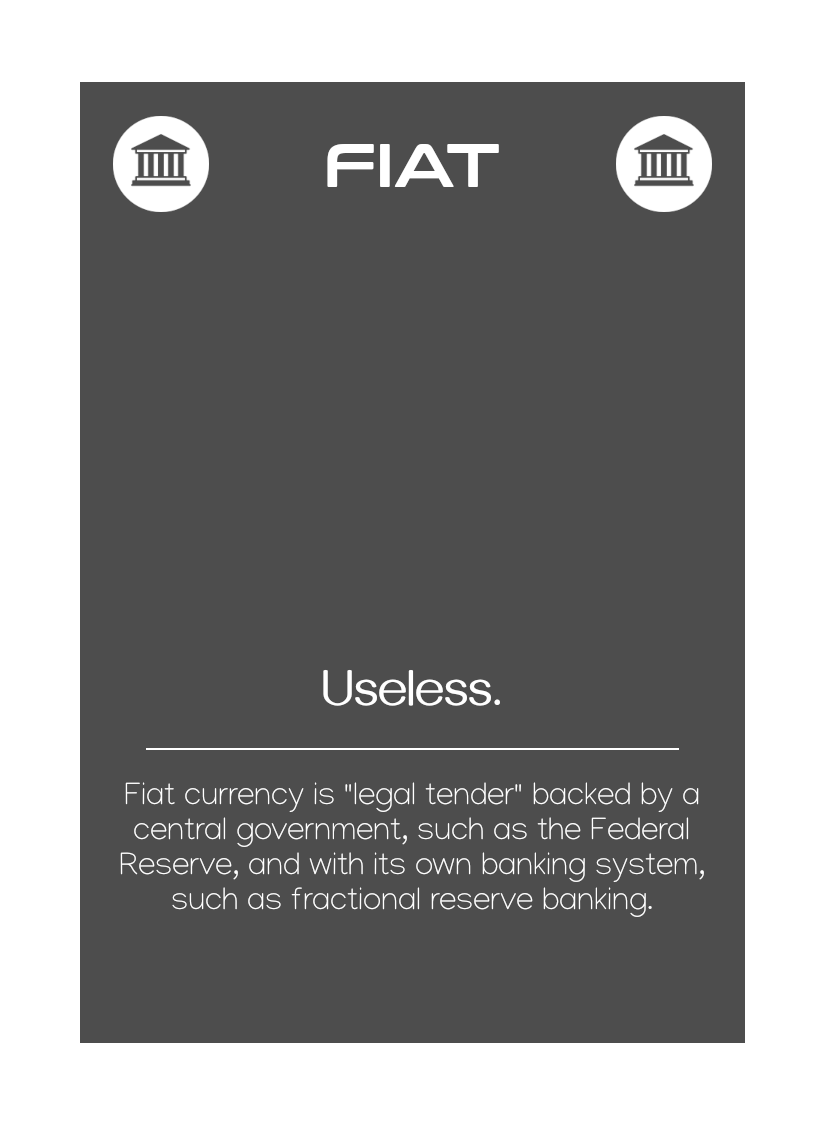 FIAT
Useless.
Fiat currency is "legal tender" backed by a
central government, such as the Federal
Reserve, and with its own banking system,
such as fractional reserve banking.